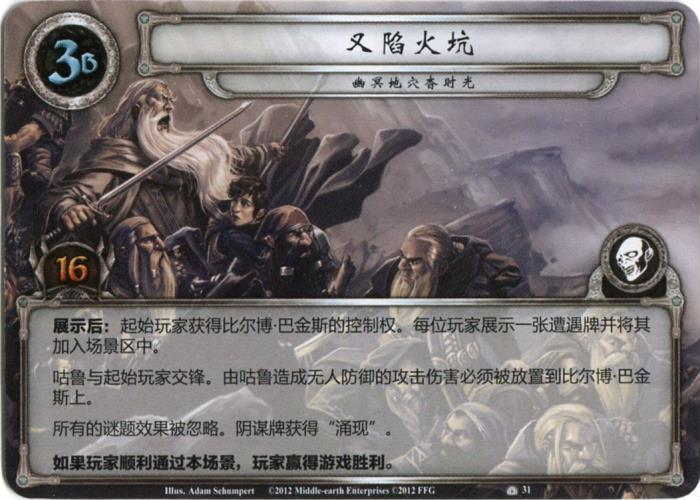 3B
又陷火坑
幽冥地穴沓时光
16
展示后：起始玩家获得比尔博·巴金斯的控制权。每位玩家展示一张遭遇牌并将其
加入场景区中。
咕鲁与起始玩家交锋。由咕鲁造成无人防御的攻击伤害必须被放置到比尔博·巴金
斯上。
所有的谜题效果被忽略。阴谋牌获得“涌现”。
如果玩家顺利通过本场景，玩家赢得游戏胜利。
Illus. Adam Schumpert ©2012 Middle-earth Enterprises ©2012 FFG 31